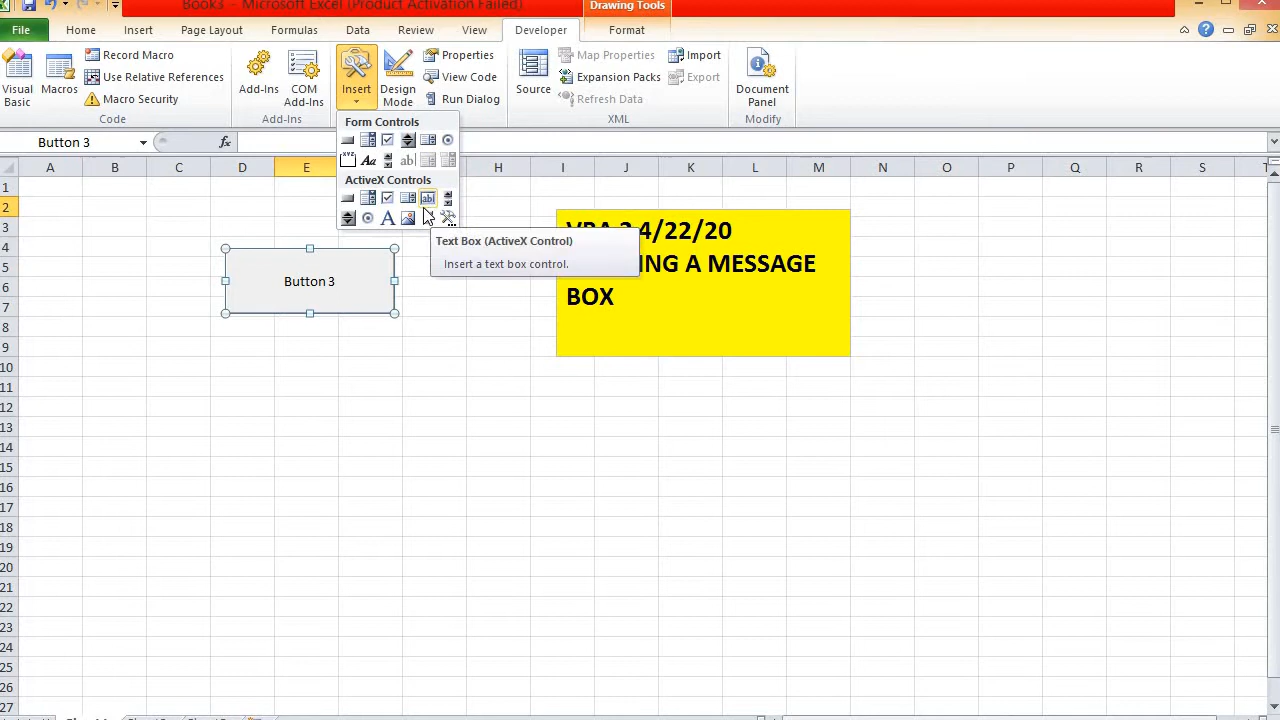 Book3 - Microsoft Excel (Product Activation Failed)
Drawing Tools
File
Home
Insert
Page Layout
Formulas
Data
Review
View
Developer
Format
Visual Basic
Macros
Record Macro
Use Relative References
Macro Security
Code
Add-Ins
COM Add-Ins
Add-Ins
Insert
Design Mode
Properties
View Code
Run Dialog
Source
Map Properties
Expansion Packs
Refresh Data
Import
Export
XML
Document Panel
Modify
Form Controls
Aa
ab|
ActiveX Controls
abl
A
Button 3
fx
A B C D E H I J K L M N O P Q R S T
1
2
3
4
5
6
7
8
9
10
11
12
13
14
15
16
17
18
19
20
21
22
23
24
25
26
27
Button 3
Text Box (ActiveX Control)
Insert a text box control.
4/22/20
A MESSAGE
BOX